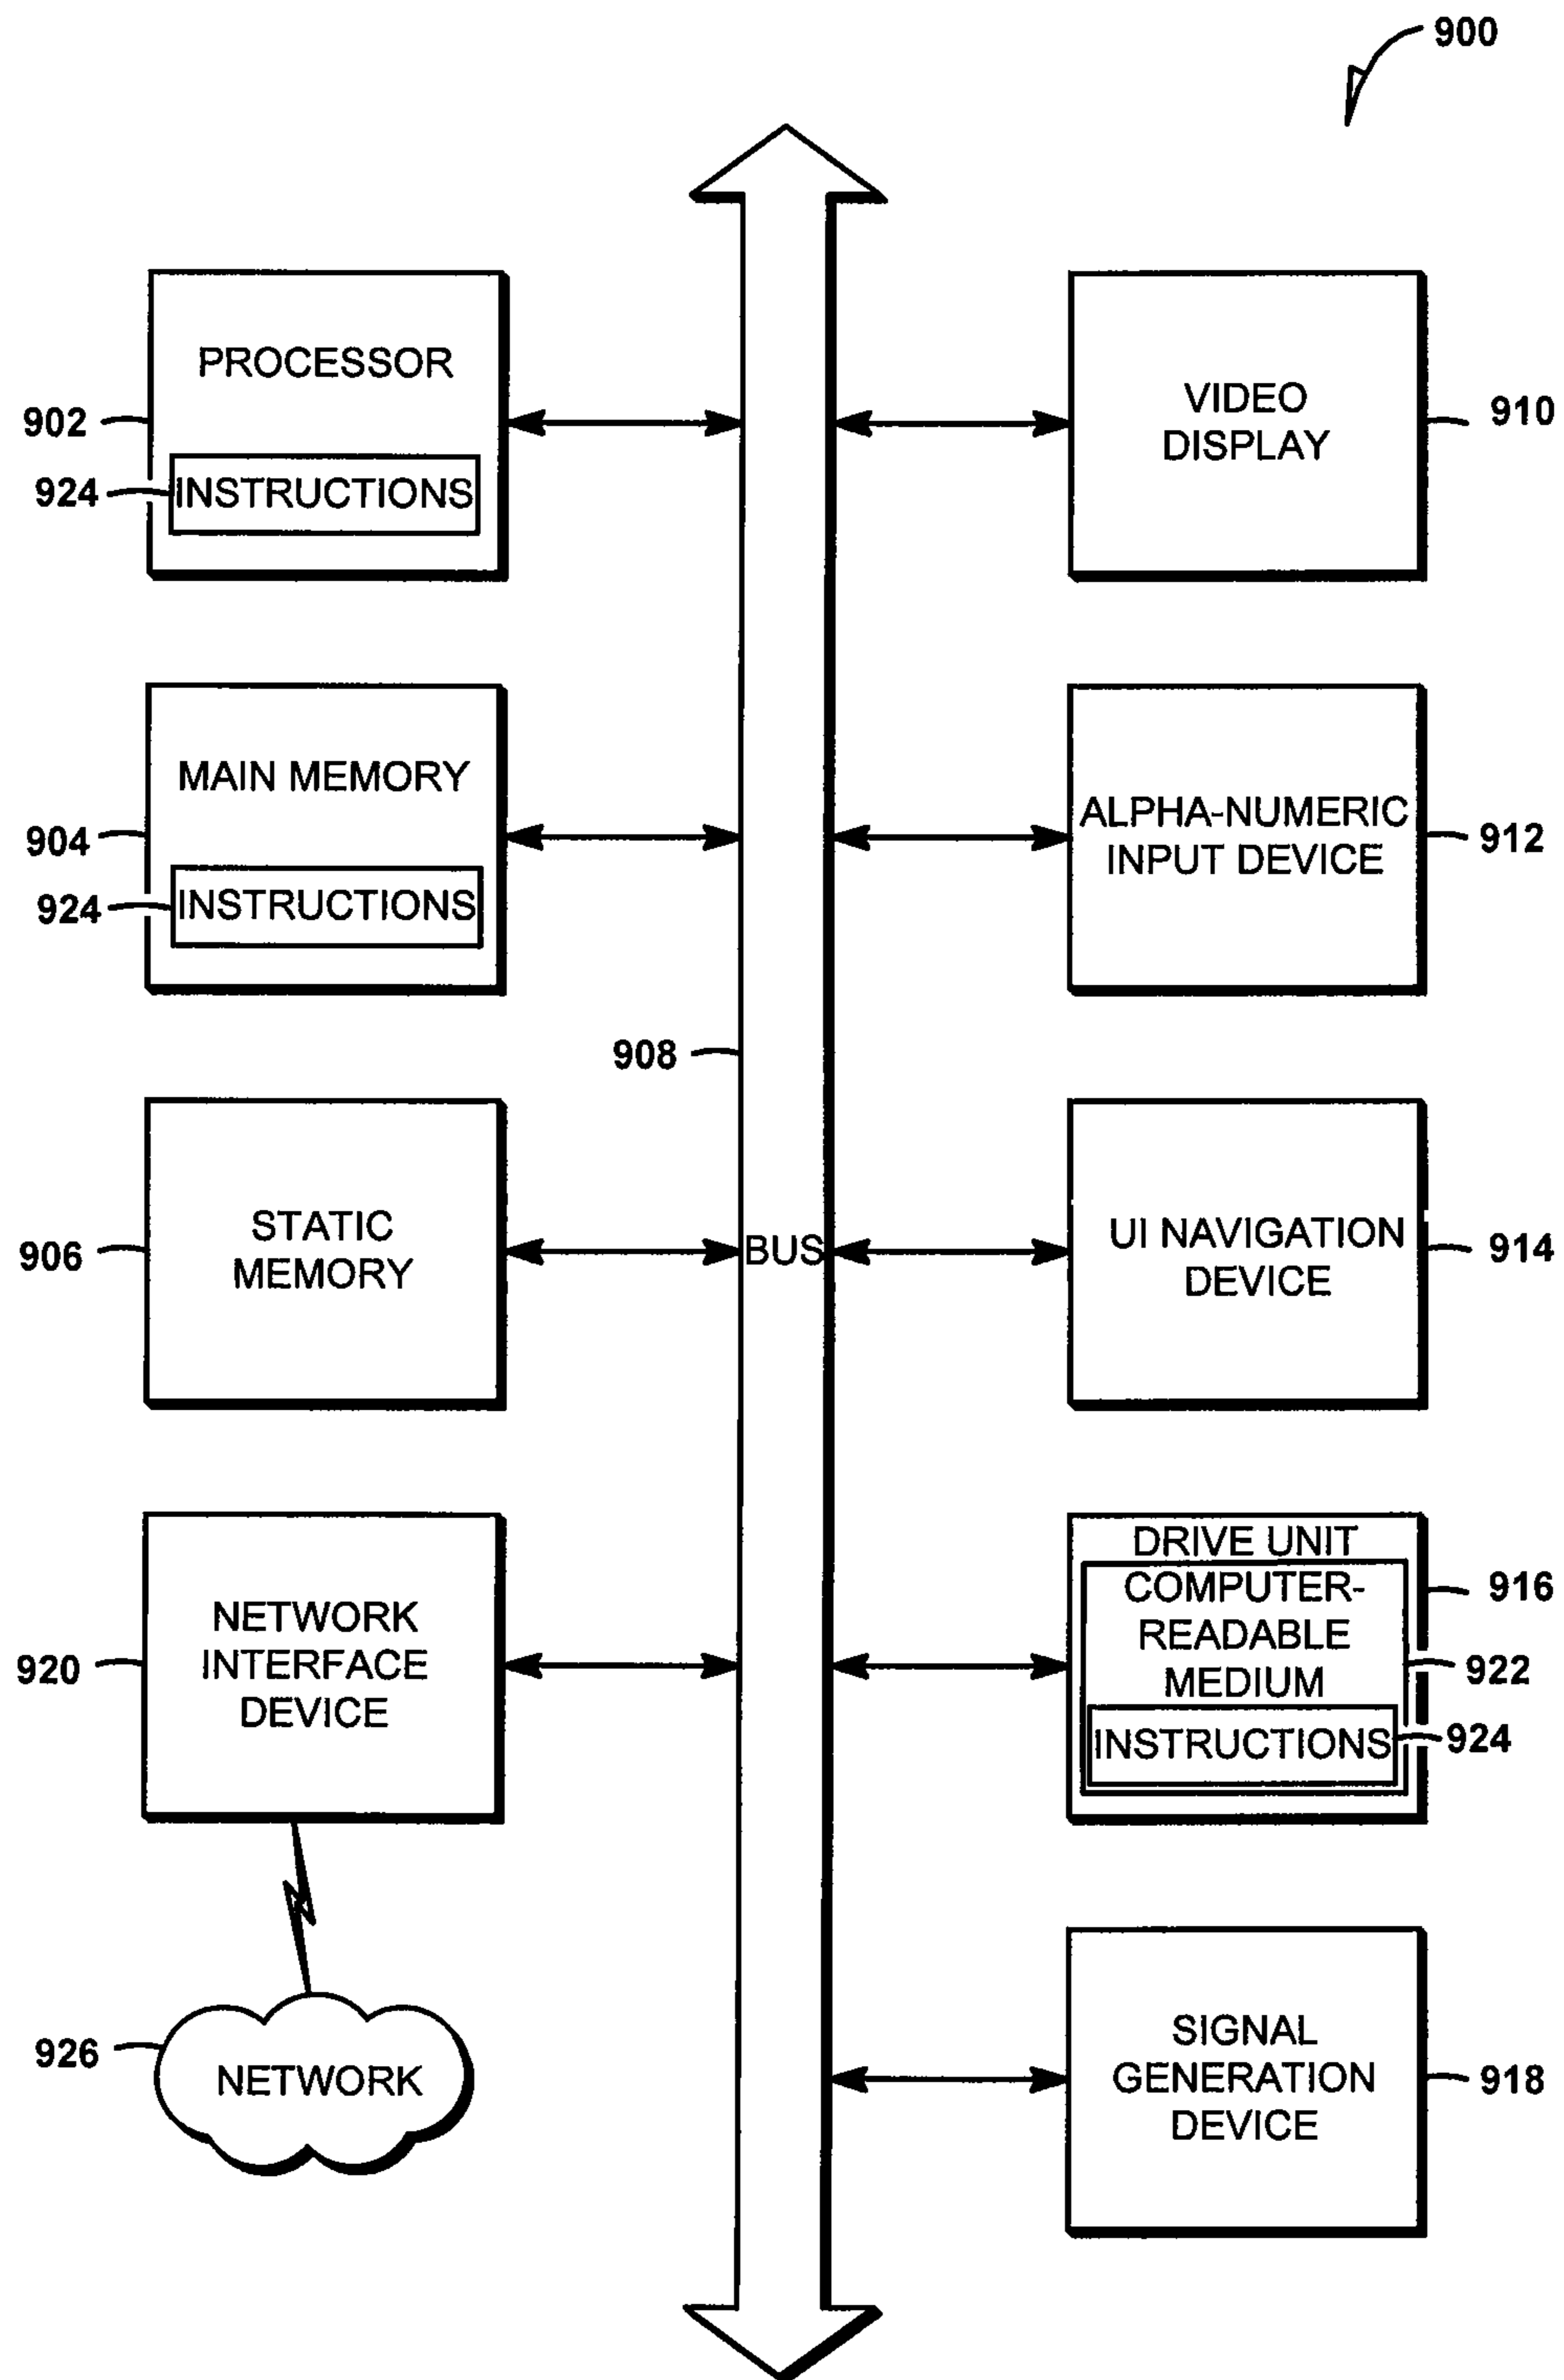 900
PROCESSOR
902
924
INSTRUCTIONS
VIDEO
DISPLAY
910
MAIN MEMORY
904
924
INSTRUCTIONS
ALPHA-NUMERIC
INPUT DEVICE
912
908
STATIC
MEMORY
906
BUS
UI NAVIGATION
DEVICE
914
NETWORK
INTERFACE
DEVICE
920
DRIVE UNIT
COMPUTER-
READABLE
MEDIUM
916
922
INSTRUCTIONS
924
926
NETWORK
SIGNAL
GENERATION
DEVICE
918